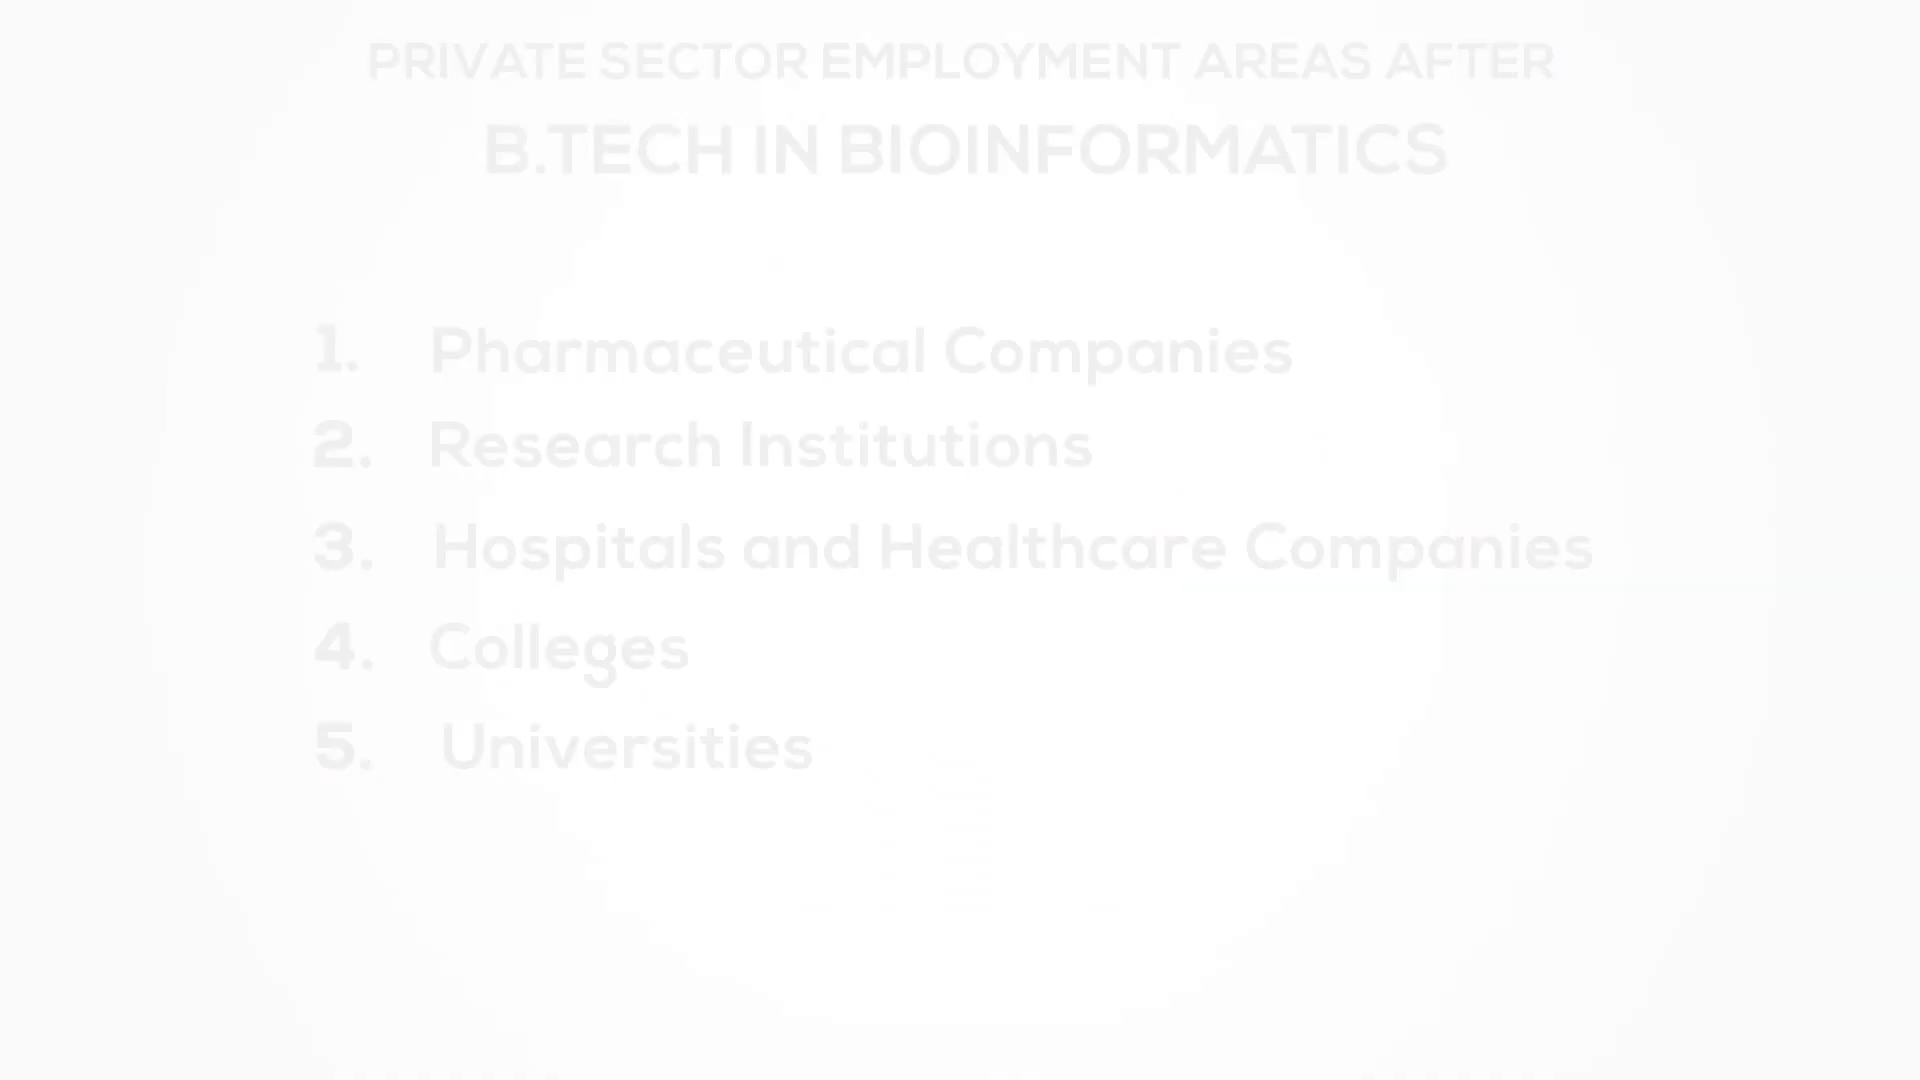 PRIVATE SECTOR EMPLOYMENT AREAS AFTER
B.TECH IN BIOINFORMATICS
1. Pharmaceutical Companies
2. Research Institutions
3. Hospitals and Healthcare Companies
4. Colleges
5. Universities